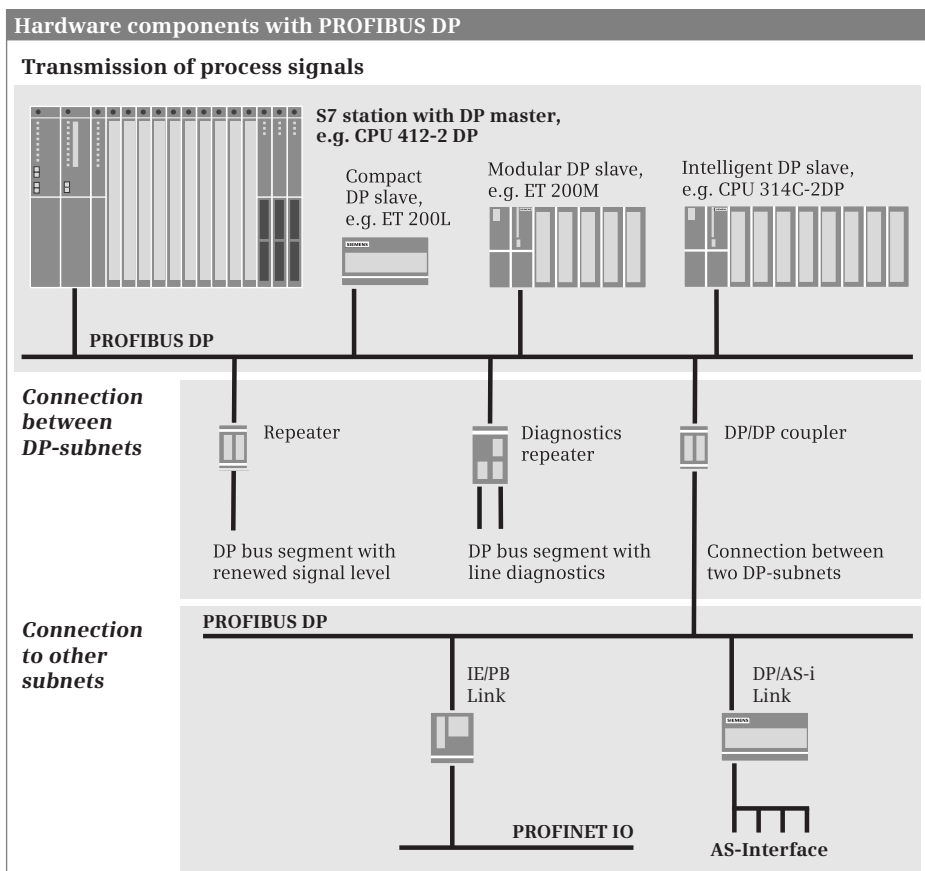 Hardware components with PROFIBUS DP
Transmission of process signals
S7 station with DP master,
e.g. CPU 412-2 DP
Compact
DP slave,
e.g. ET 200L
Modular DP slave,
e.g. ET 200M
Intelligent DP slave,
e.g. CPU 314C-2DP
SIEMENS
PROFIBUS DP
Connection
between
DP-subnets
Repeater
Diagnostics
repeater
DP/DP coupler
DP bus segment with
renewed signal level
DP bus segment with
line diagnostics
Connection between
two DP-subnets
Connection
to other
subnets
PROFIBUS DP
IE/PB
Link
DP/AS-i
Link
SIEMENS
PROFINET IO
AS-Interface